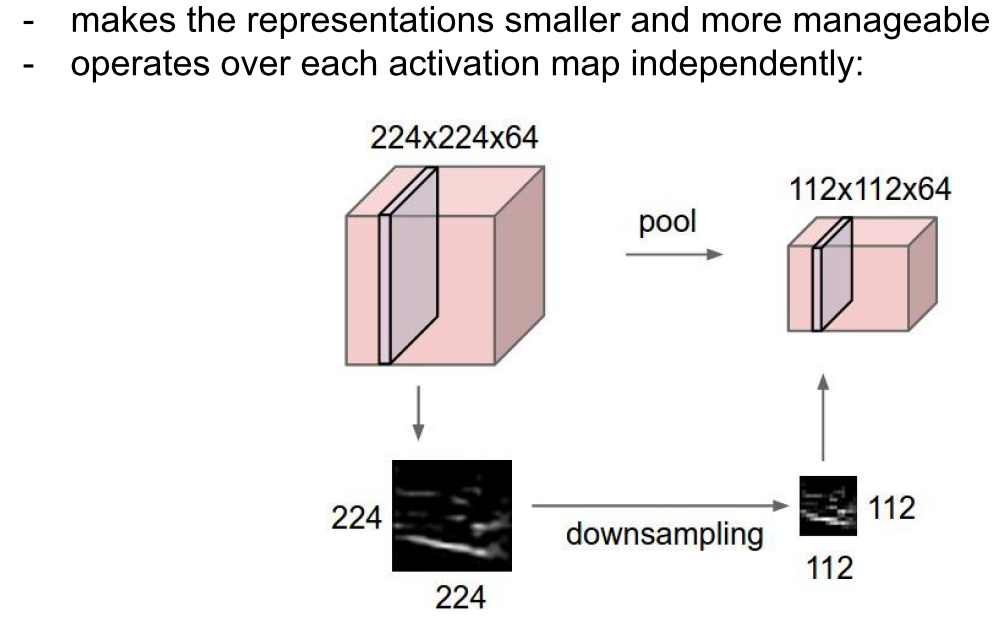 - makes the representations smaller and more manageable
- operates over each activation map independently:
224x224x64
112x112x64
pool
224
downsampling
112
224
112